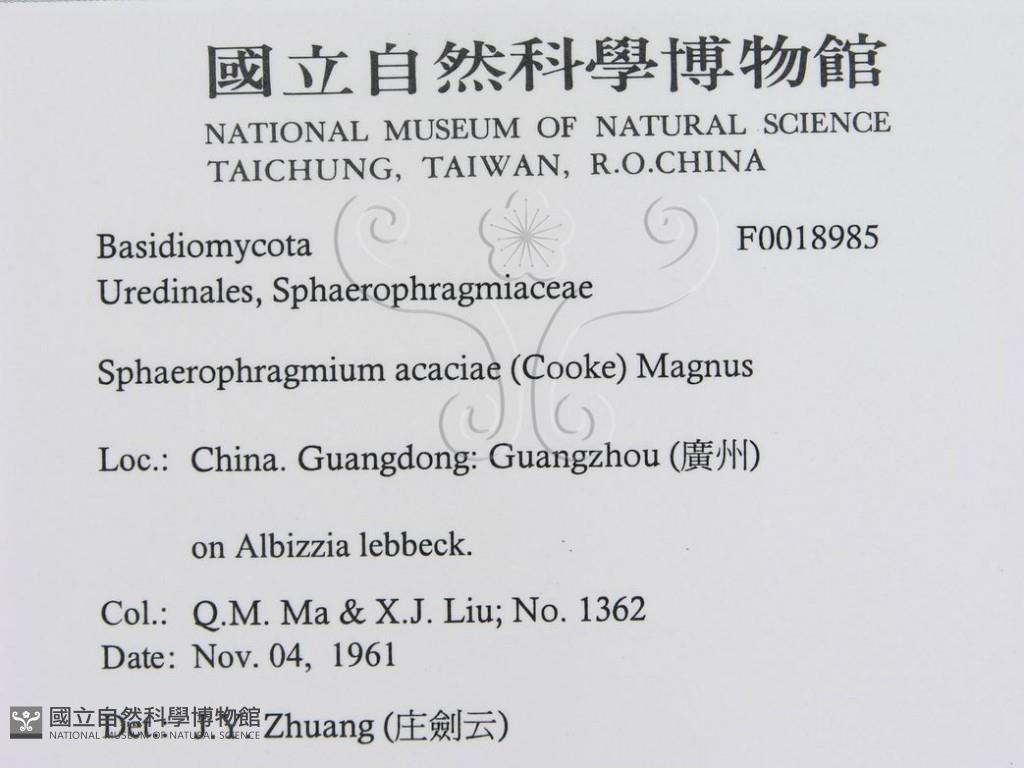 國立自然科學博物館
NATIONAL MUSEUM OF NATURAL SCIENCE
TAICHUNG, TAIWAN, R.O.CHINA
Basidiomycota F0018985
Uredinales, Sphaerophragmiaceae
Sphaerophragmium acaciae (Cooke) Magnus
Loc.: China. Guangdong: Guangzhou (廣州)
on Albizzia lebbeck.
Col.: Q.M. Ma & X.J. Liu; No. 1362
Date: Nov. 04, 1961
Det.: Zhuang (庄劍云)
國立自然科學博物館
NATIONAL MUSEUM OF NATURAL SCIENCE